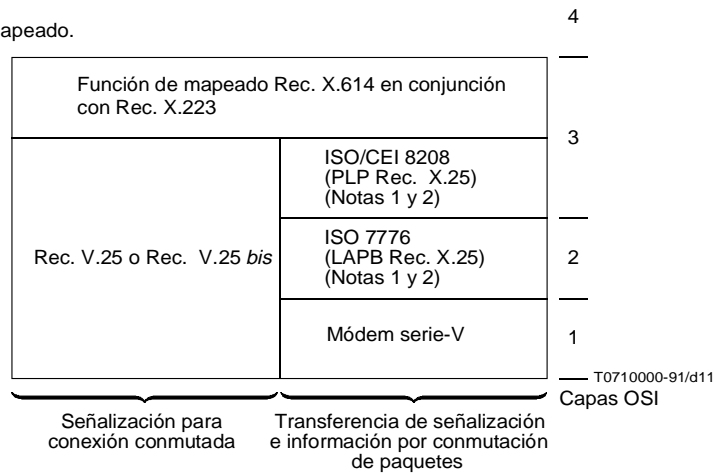 4
apeado.
Función de mapeado Rec. X.614 en conjunción
con Rec. X.223
3
ISO/CEI 8208
(PLP Rec. X.25)
(Notas 1 y 2)
Rec. V.25 o Rec. V.25 bis
ISO 7776
(LAPB Rec. X.25)
(Notas 1 y 2)
2
Módem serie-V
1
T0710000-91/d11
Capas OSI
Señalización para
conexión conmutada
Transferencia de señalización
e información por conmutación
de paquetes